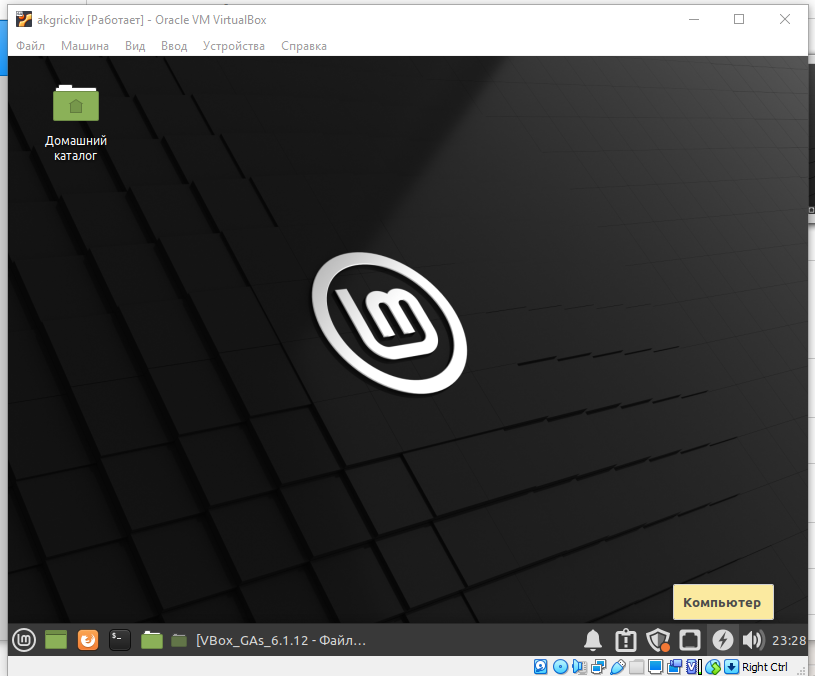 akgrickiv [Работает] - Oracle VM VirtualBox
Файл Машина Вид Ввод Устройства Справка
Домашний
каталог
Компьютер
[VBox_GAs_6.1.12 - Файл...
23:28
Right Ctrl